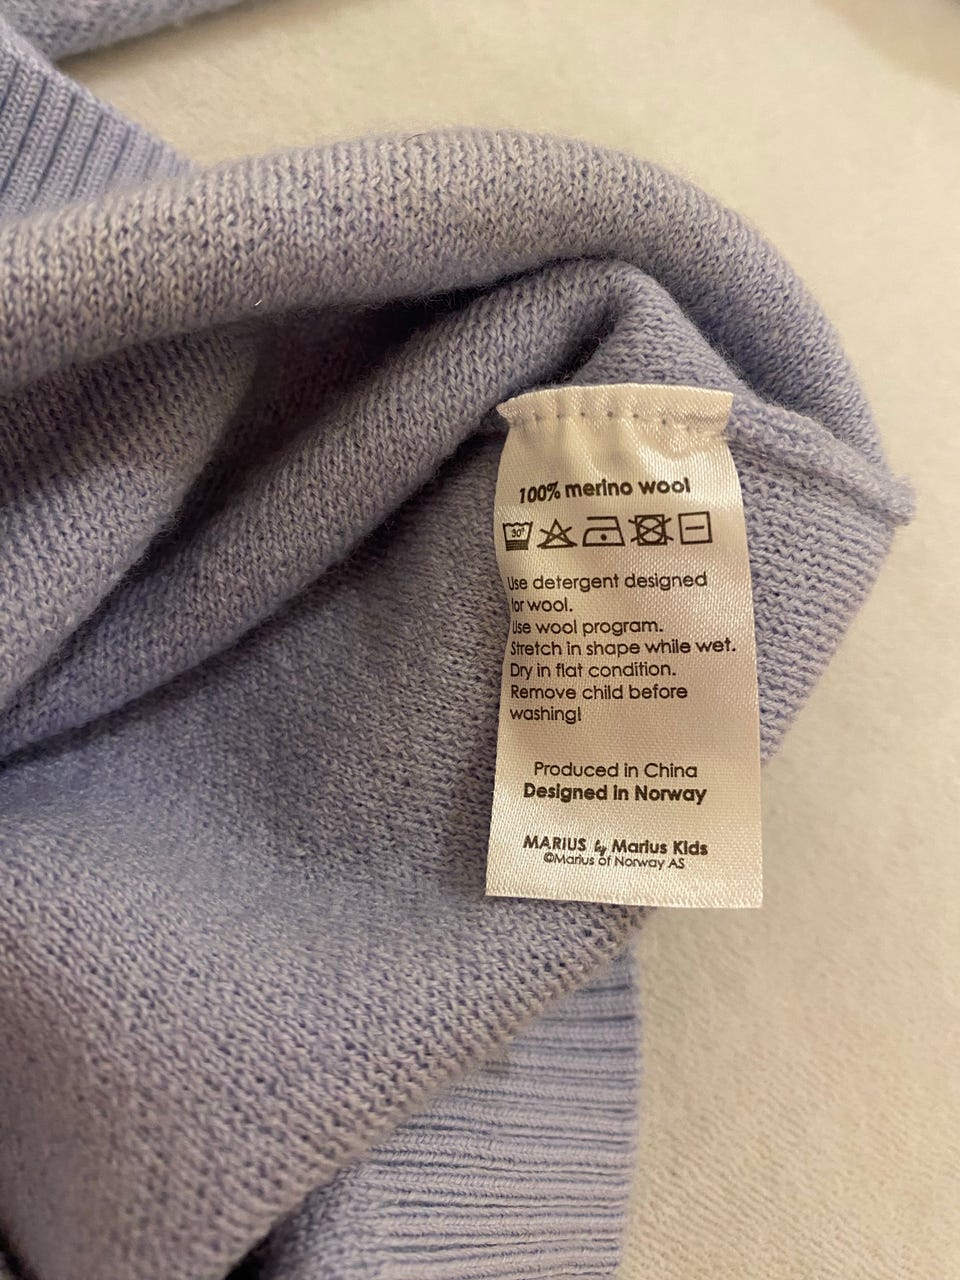 100% merino wool
30°
Use detergent designed
for wool.
Use wool program.
Stretch in shape while wet.
Dry in flat condition.
Remove child before
washing!
Produced in China
Designed in Norway
MARIUS by Marius Kids
©Marius of Norway AS